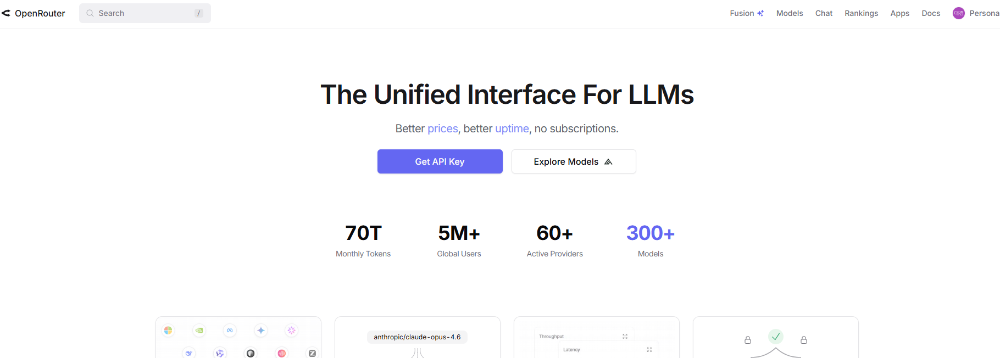 OpenRouter
Search
/
Fusion
Models
Chat
Rankings
Apps
Docs
대경
Persona
The Unified Interface For LLMs
Better prices, better uptime, no subscriptions.
Get API Key
Explore Models
70T
Monthly Tokens
5M+
Global Users
60+
Active Providers
300+
Models
anthropic/claude-opus-4.6
Throughput
Latency